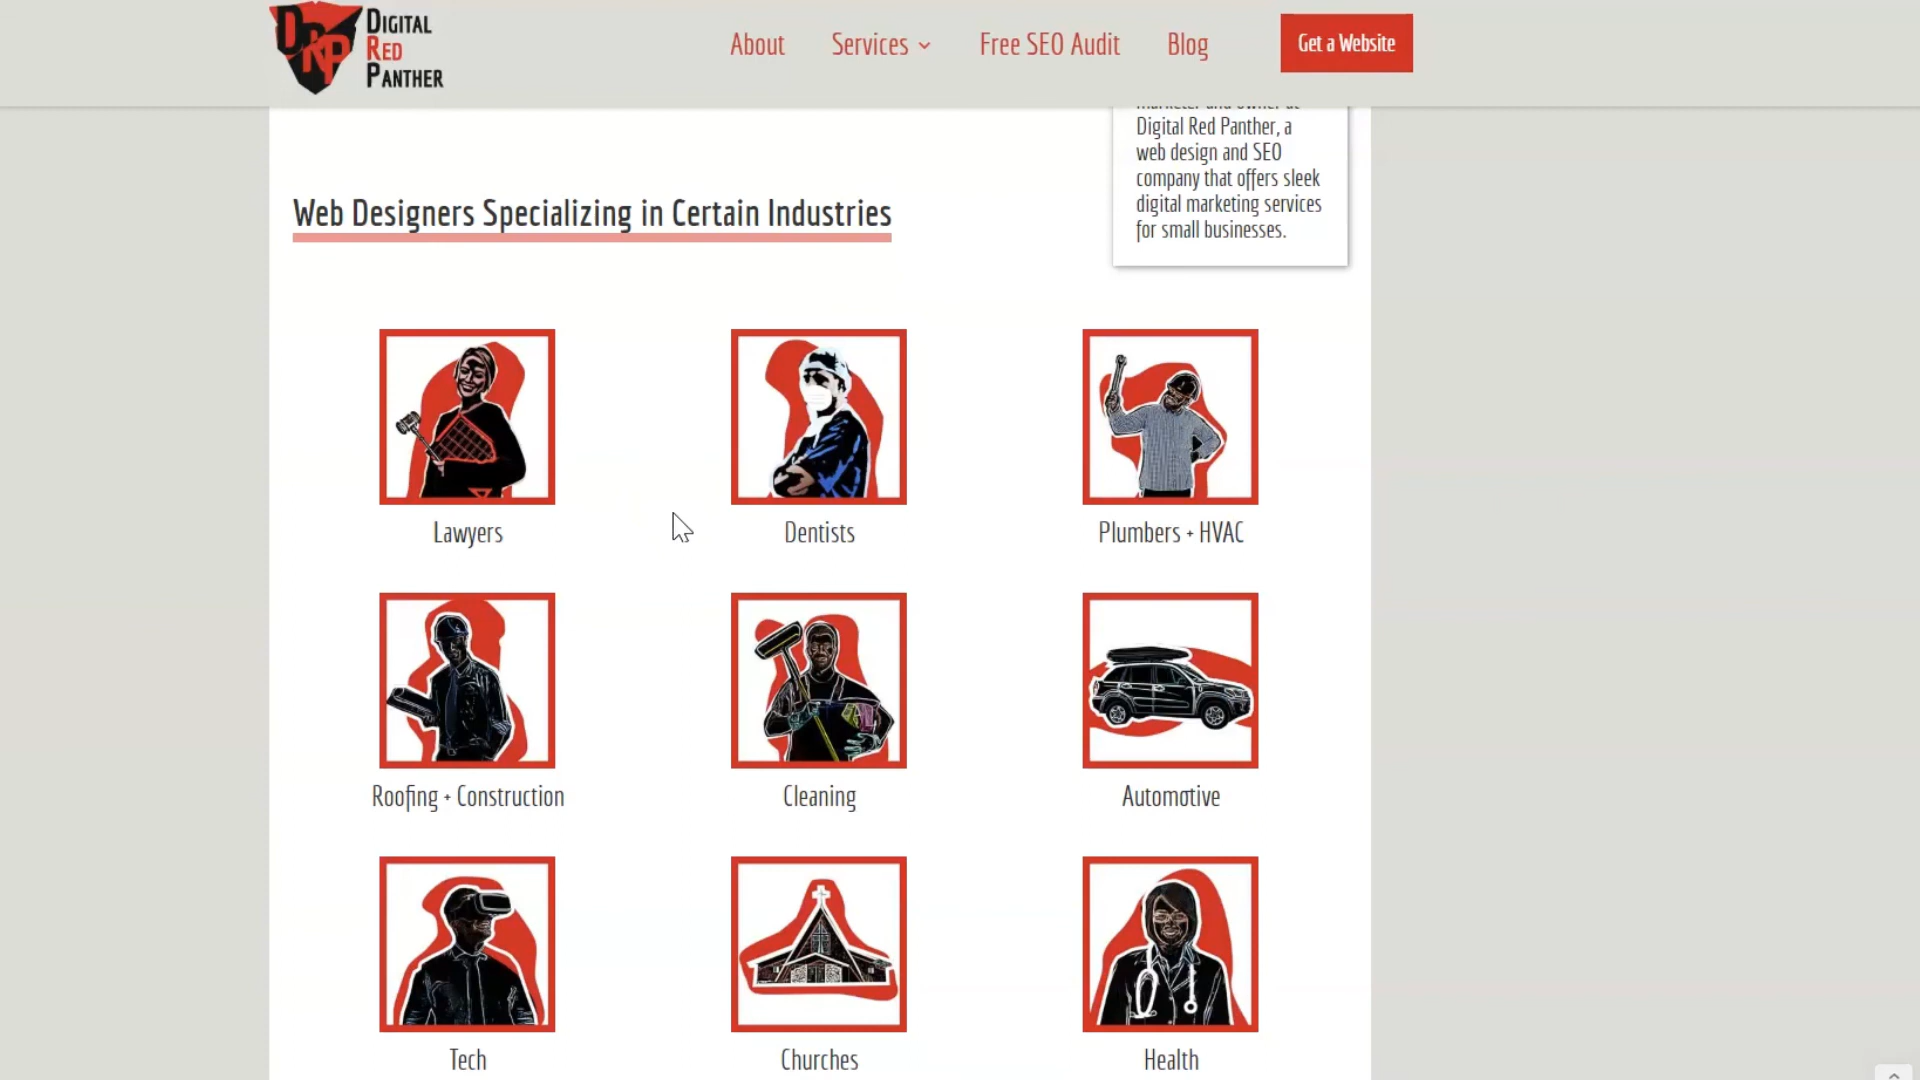 DRP
DIGITAL
RED
PANTHER
About
Services
Free SEO Audit
Blog
Get a Website
Digital Red Panther, a
web design and SEO
company that offers sleek
digital marketing services
for small businesses.
Web Designers Specializing in Certain Industries
Lawyers
Dentists
Plumbers + HVAC
Roofing + Construction
Cleaning
Automotive
Tech
Churches
Health